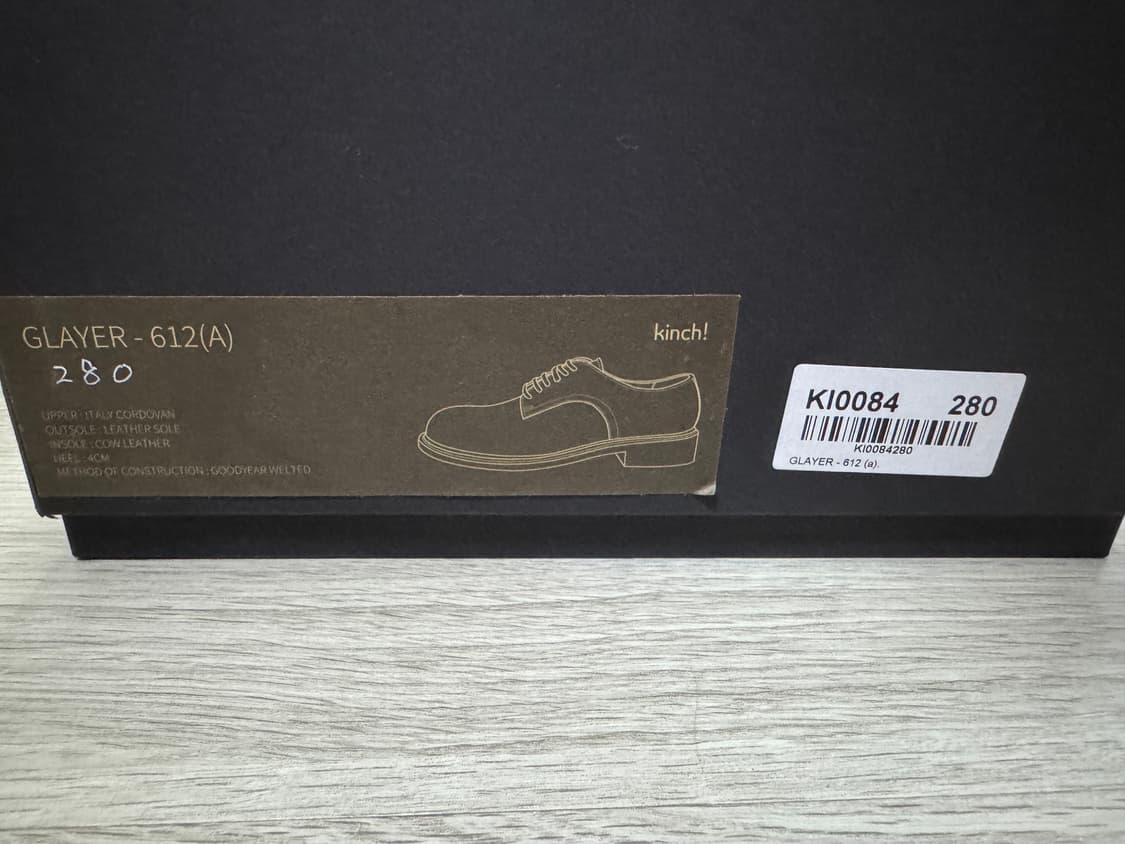 GLAYER - 612(A)
280
UPPER : ITALY CORDOVAN
OUTSOLE : LEATHER SOLE
INSOLE : COW LEATHER
HEEL : 4CM
METHOD OF CONSTRUCTION : GOODYEAR WELTED
kinch!
KI0084 280
KI0084280
GLAYER - 612 (a).